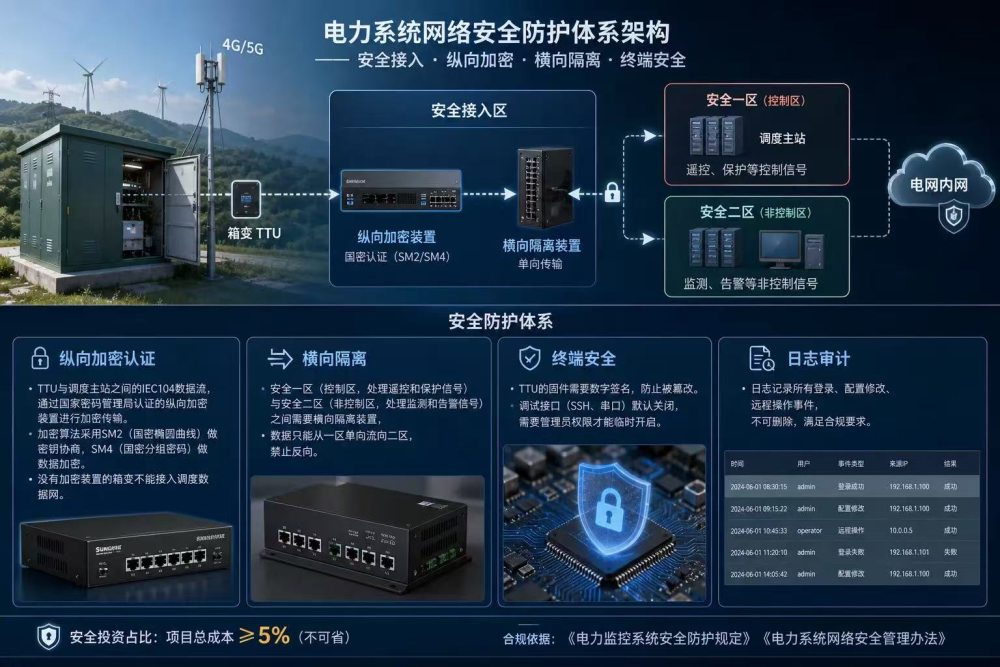 电力系统网络安全防护体系架构
—— 安全接入 · 纵向加密 · 横向隔离 · 终端安全
4G/5G
箱变 TTU
安全接入区
纵向加密装置
国密认证（SM2/SM4）
横向隔离装置
单向传输
安全一区（控制区）
调度主站
遥控、保护等控制信号
安全二区（非控制区）
监测、告警等非控制信号
电网内网
安全防护体系
纵向加密认证
• TTU与调度主站之间的IEC104数据流，
通过国家密码管理局认证的纵向加密
装置进行加密传输。
• 加密算法采用SM2（国密椭圆曲线）做
密钥协商，SM4（国密分组密码）做
数据加密。
• 没有加密装置的箱变不能接入调度数
据网。
横向隔离
• 安全一区（控制区，处理遥控和保护信号）
与安全二区（非控制区，处理监测和告警信号）
之间需要横向隔离装置，
• 数据只能从一区单向流向二区，
禁止反向。
终端安全
• TTU的固件需要数字签名，防止被篡改。
• 调试接口（SSH、串口）默认关闭，
需要管理员权限才能临时开启。
日志审计
• 日志记录所有登录、配置修改、
远程操作事件，
不可删除，满足合规要求。
时间 用户 事件类型 来源IP 结果
2024-06-01 08:30:15 admin 登录成功 192.168.1.100 成功
2024-06-01 09:15:22 admin 配置修改 192.168.1.100 成功
2024-06-01 10:45:33 operator 远程操作 10.0.0.5 成功
2024-06-01 11:20:10 admin 登录失败 192.168.1.101 失败
2024-06-01 14:05:42 admin 配置修改 192.168.1.100 成功
安全投资占比：项目总成本 ≥5%（不可省）
合规依据：《电力监控系统安全防护规定》《电力系统网络安全管理办法》